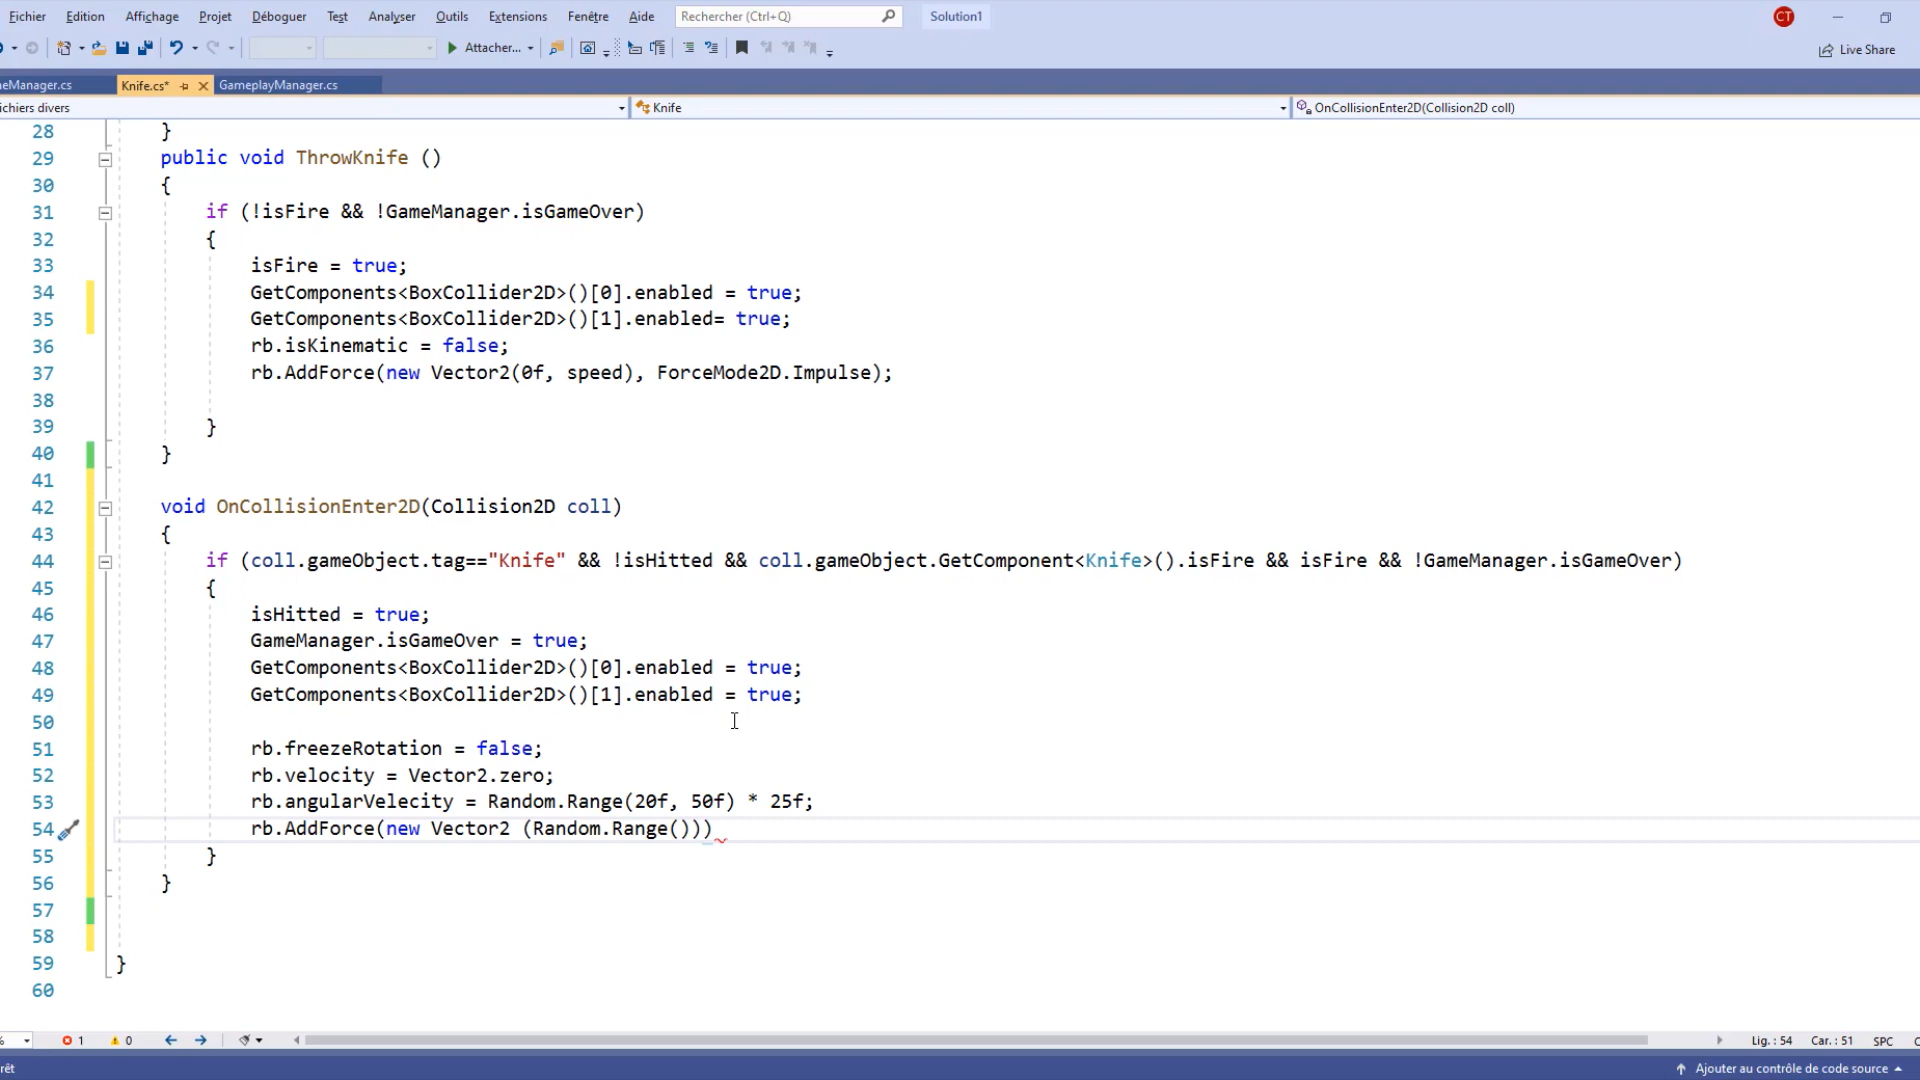 Fichier Edition Affichage Projet Déboguer Test Analyser Outils Extensions Fenêtre Aide Rechercher (Ctrl+Q) Solution1 CT
Attacher... Live Share
eManager.cs Knife.cs* GameplayManager.cs
ichiers divers Knife OnCollisionEnter2D(Collision2D coll)
28 }
29 public void ThrowKnife ()
30 {
31 if (!isFire && !GameManager.isGameOver)
32 {
33 isFire = true;
34 GetComponents<BoxCollider2D>()[0].enabled = true;
35 GetComponents<BoxCollider2D>()[1].enabled= true;
36 rb.isKinematic = false;
37 rb.AddForce(new Vector2(0f, speed), ForceMode2D.Impulse);
38
39 }
40 }
41
42 void OnCollisionEnter2D(Collision2D coll)
43 {
44 if (coll.gameObject.tag=="Knife" && !isHitted && coll.gameObject.GetComponent<Knife>().isFire && isFire && !GameManager.isGameOver)
45 {
46 isHitted = true;
47 GameManager.isGameOver = true;
48 GetComponents<BoxCollider2D>()[0].enabled = true;
49 GetComponents<BoxCollider2D>()[1].enabled = true;
50
51 rb.freezeRotation = false;
52 rb.velocity = Vector2.zero;
53 rb.angularVelecity = Random.Range(20f, 50f) * 25f;
54 rb.AddForce(new Vector2 (Random.Range()))
55 }
56 }
57
58
59 }
60
% 1 0 Lig. : 54 Car. : 51 SPC C
rêt Ajouter au contrôle de code source